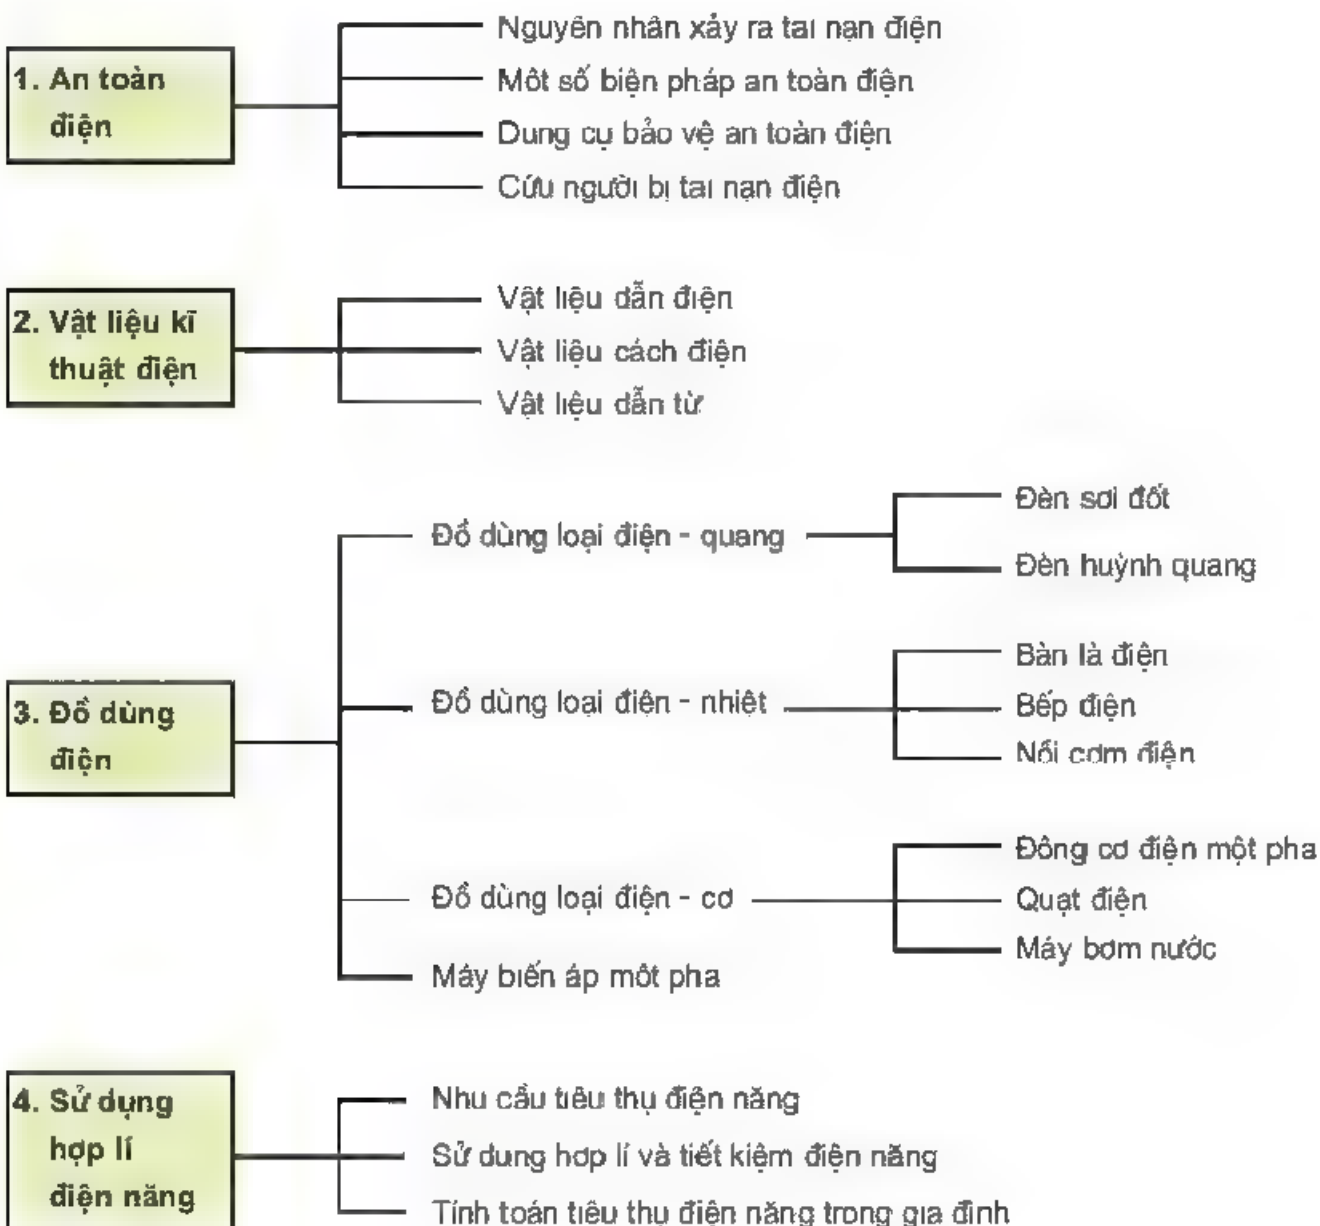 1. An toàn
điện
Nguyên nhân xảy ra tai nạn điện
Một số biện pháp an toàn điện
Dụng cụ bảo vệ an toàn điện
Cứu người bị tai nạn điện
2. Vật liệu kĩ
thuật điện
Vật liệu dẫn điện
Vật liệu cách điện
Vật liệu dẫn từ
3. Đồ dùng
điện
Đồ dùng loại điện - quang
Đèn sợi đốt
Đèn huỳnh quang
Đồ dùng loại điện - nhiệt
Bàn là điện
Bếp điện
Nồi cơm điện
Đồ dùng loại điện - cơ
Động cơ điện một pha
Quạt điện
Máy bơm nước
Máy biến áp một pha
4. Sử dụng
hợp lí
điện năng
Nhu cầu tiêu thụ điện năng
Sử dụng hợp lí và tiết kiệm điện năng
Tính toán tiêu thụ điện năng trong gia đình